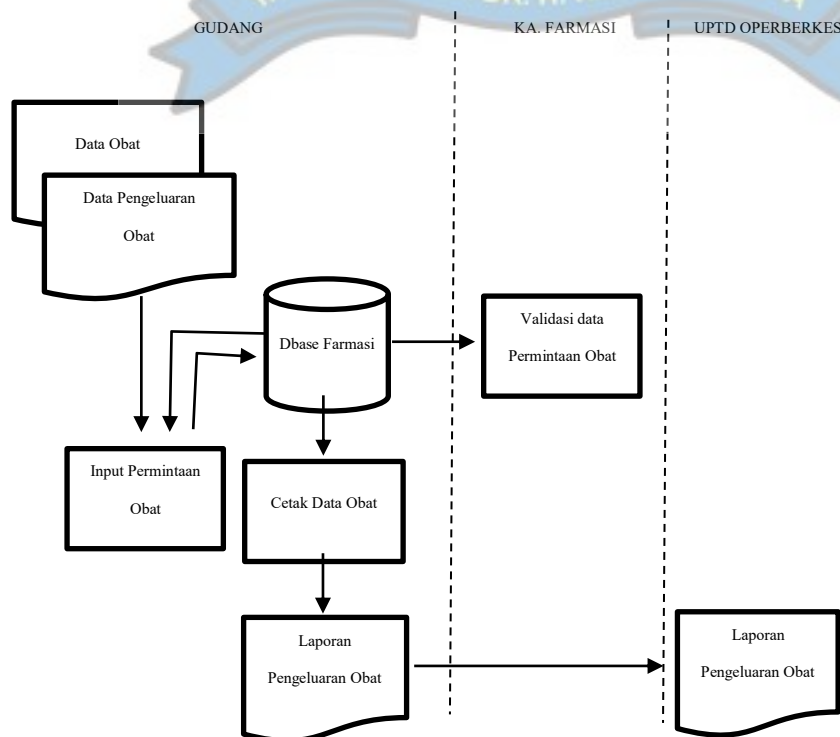 GUDANG
KA. FARMASI
UPTD OPERBERKES
Data Obat
Data Pengeluaran
Obat
Dbase Farmasi
Validasi data
Permintaan Obat
Input Permintaan
Obat
Cetak Data Obat
Laporan
Pengeluaran Obat
Laporan
Pengeluaran Obat